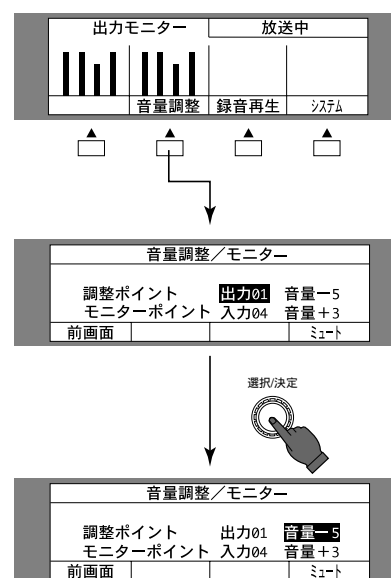 出力モニター 放送中
音量調整 録音再生 システム
音量調整/モニター
調整ポイント 出力01 音量ー5
モニターポイント 入力04 音量+3
前画面 ミュート
選択/決定
音量調整/モニター
調整ポイント 出力01 音量ー5
モニターポイント 入力04 音量+3
前画面 ミュート